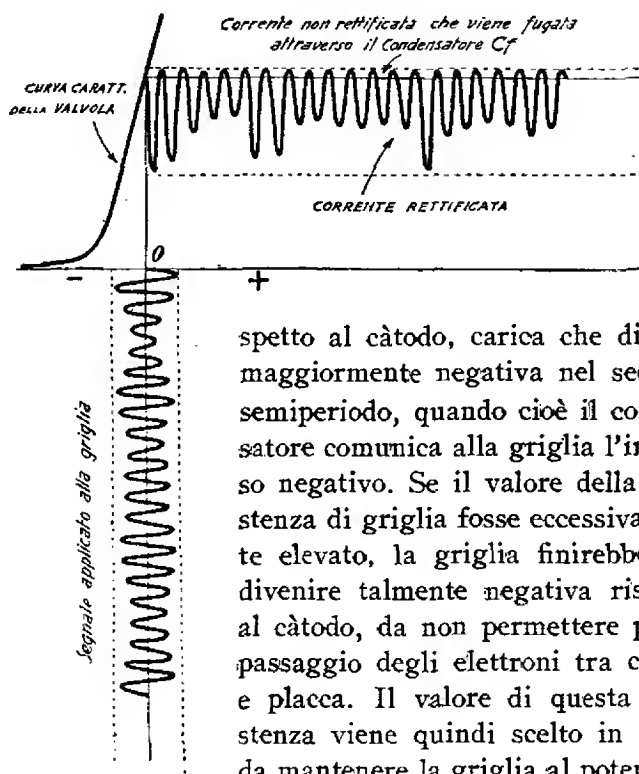 Corrente non rettificata che viene fugata
attraverso il Condensatore Cf
CURVA CARATT.
DELLA VALVOLA
CORRENTE RETTIFICATA
O
-
+
Segnale applicato alla griglia
spetto al càtodo, carica che di
maggiormente negativa nel se
semiperiodo, quando cioè il co
satore comunica alla griglia l'i
so negativo. Se il valore della
stenza di griglia fosse eccessiva
te elevato, la griglia finirebb
divenire talmente negativa ris
al càtodo, da non permettere p
passaggio degli elettroni tra c
e placca. Il valore di questa
stenza viene quindi scelto in
da mantenere la griglia al poten